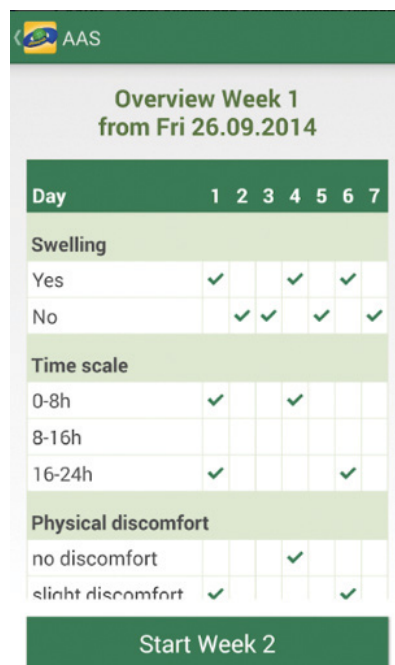 AAS
Overview Week 1
from Fri 26.09.2014
Day 1 2 3 4 5 6 7
Swelling
Yes
No
Time scale
0-8h
8-16h
16-24h
Physical discomfort
no discomfort
slight discomfort
Start Week 2